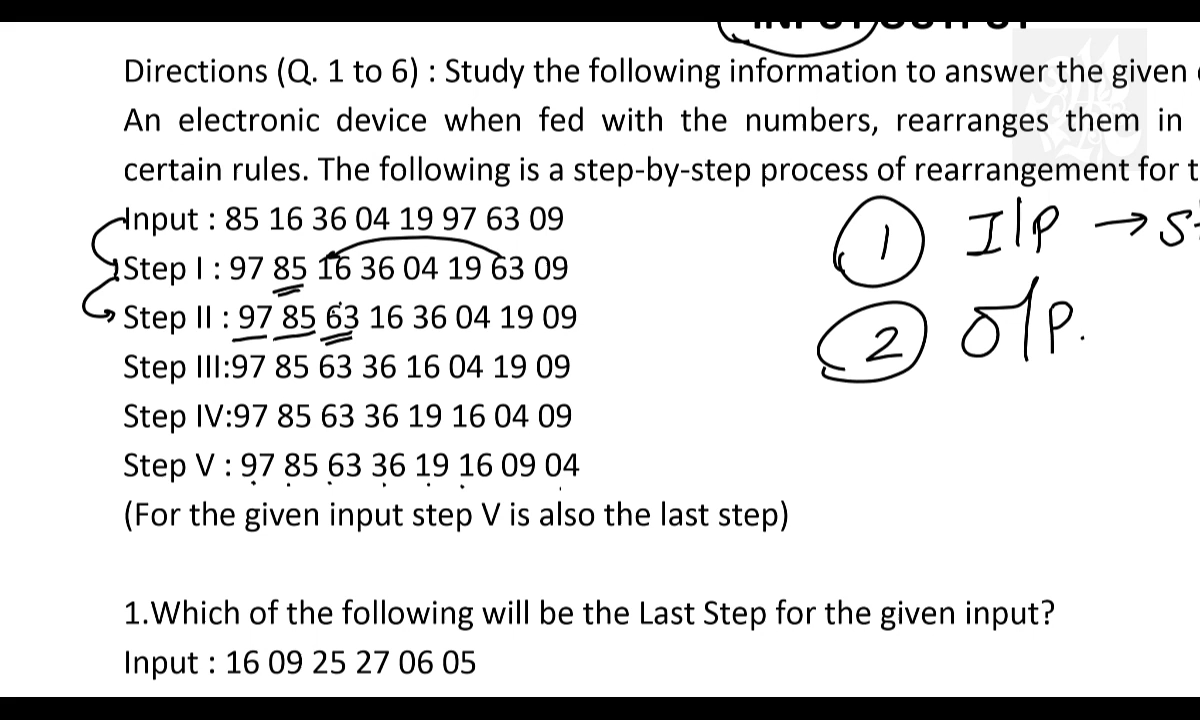 Directions (Q. 1 to 6) : Study the following information to answer the given
An electronic device when fed with the numbers, rearranges them in
certain rules. The following is a step-by-step process of rearrangement for t
Input : 85 16 36 04 19 97 63 09
Step I : 97 85 16 36 04 19 63 09
Step II : 97 85 63 16 36 04 19 09
Step III:97 85 63 36 16 04 19 09
Step IV:97 85 63 36 19 16 04 09
Step V : 97 85 63 36 19 16 09 04
(For the given input step V is also the last step)
1 I/P → S
2 O/P.
1.Which of the following will be the Last Step for the given input?
Input : 16 09 25 27 06 05